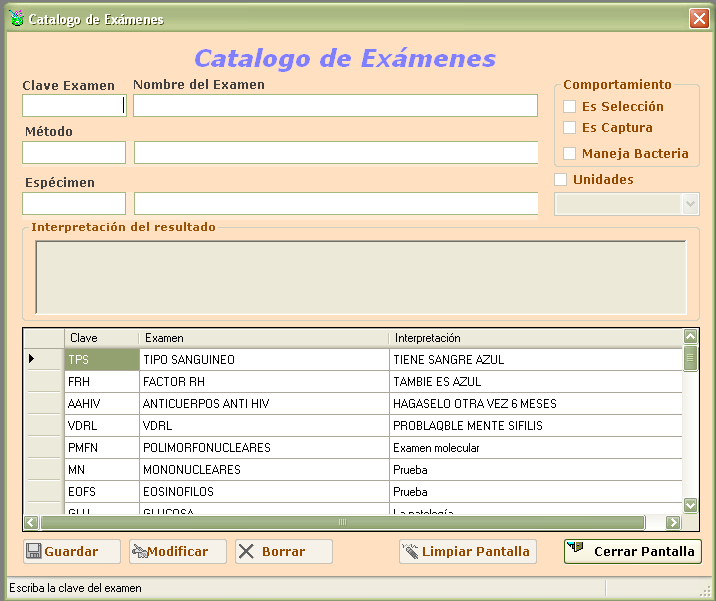 Catalogo de Exámenes
Catalogo de Exámenes
Clave Examen Nombre del Examen
Método
Espécimen
Comportamiento
Es Selección
Es Captura
Maneja Bacteria
Unidades
Interpretación del resultado
Clave Examen Interpretación
TPS TIPO SANGUINEO TIENE SANGRE AZUL
FRH FACTOR RH TAMBIE ES AZUL
AAHIV ANTICUERPOS ANTI HIV HAGASELO OTRA VEZ 6 MESES
VDRL VDRL PROBLAQBLE MENTE SIFILIS
PMFN POLIMORFONUCLEARES Examen molecular
MN MONONUCLEARES Prueba
EOFS EOSINOFILOS Prueba
GLU GLUCOSA La patología
Guardar Modificar Borrar Limpiar Pantalla Cerrar Pantalla
Escriba la clave del examen